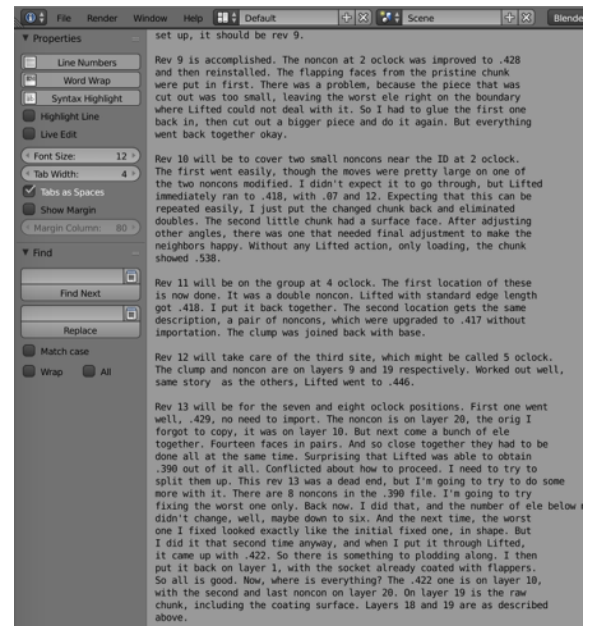 File Render Window Help Default Scene Blende
Properties
Line Numbers
Word Wrap
Syntax Highlight
Highlight Line
Live Edit
Font Size: 12
Tab Width: 4
Tabs as Spaces
Show Margin
Margin Column: 80
Find
Find Next
Replace
Match case
Wrap All
set up, it should be rev 9.
Rev 9 is accomplished. The noncon at 2 oclock was improved to .428
and then reinstalled. The flapping faces from the pristine chunk
were put in first. There was a problem, because the piece that was
cut out was too small, leaving the worst ele right on the boundary
where Lifted could not deal with it. So I had to glue the first one
back in, then cut out a bigger piece and do it again. But everything
went back together okay.
Rev 10 will be to cover two small noncons near the ID at 2 oclock.
The first went easily, though the moves were pretty large on one of
the two noncons modified. I didn't expect it to go through, but Lifted
immediately ran to .418, with .07 and 12. Expecting that this can be
repeated easily, I just put the changed chunk back and eliminated
doubles. The second little chunk had a surface face. After adjusting
other angles, there was one that needed final adjustment to make the
neighbors happy. Without any Lifted action, only loading, the chunk
showed .538.
Rev 11 will be on the group at 4 oclock. The first location of these
is now done. It was a double noncon. Lifted with standard edge length
got .418. I put it back together. The second location gets the same
description, a pair of noncons, which were upgraded to .417 without
importation. The clump was joined back with base.
Rev 12 will take care of the third site, which might be called 5 oclock.
The clump and noncon are on layers 9 and 19 respectively. Worked out well,
same story  as the others, Lifted went to .446.
Rev 13 will be for the seven and eight oclock positions. First one went
well, .429, no need to import. The noncon is on layer 20, the orig I
forgot to copy, it was on layer 10. But next come a bunch of ele
together. Fourteen faces in pairs. And so close together they had to be
done all at the same time. Surprising that Lifted was able to obtain
.390 out of it all. Conflicted about how to proceed. I need to try to
split them up. This rev 13 was a dead end, but I'm going to try to do some
more with it. There are 8 noncons in the .390 file. I'm going to try
fixing the worst one only. Back now. I did that, and the number of ele below
didn't change, well, maybe down to six. And the next time, the worst
one I fixed looked exactly like the initial fixed one, in shape. But
I did it that second time anyway, and when I put it through Lifted,
it came up with .422. So there is something to plodding along. I then
put it back on layer 1, with the socket already coated with flappers.
So all is good. Now, where is everything? The .422 one is on layer 10,
with the second and last noncon on layer 20. On layer 19 is the raw
chunk, including the coating surface. Layers 18 and 19 are as described
above.